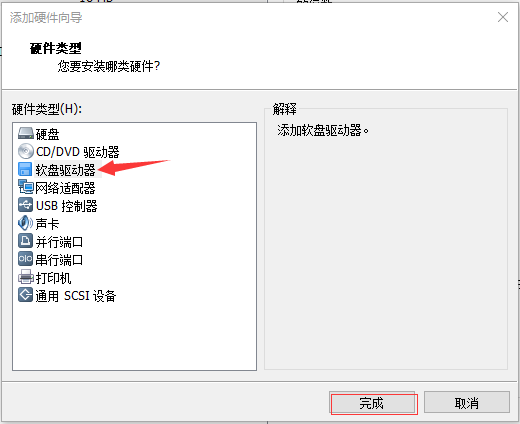 添加硬件向导
硬件类型
您要安装哪类硬件?
硬件类型(H):
硬盘
CD/DVD 驱动器
软盘驱动器
网络适配器
USB 控制器
声卡
并行端口
串行端口
打印机
通用 SCSI 设备
解释
添加软盘驱动器。
完成
取消